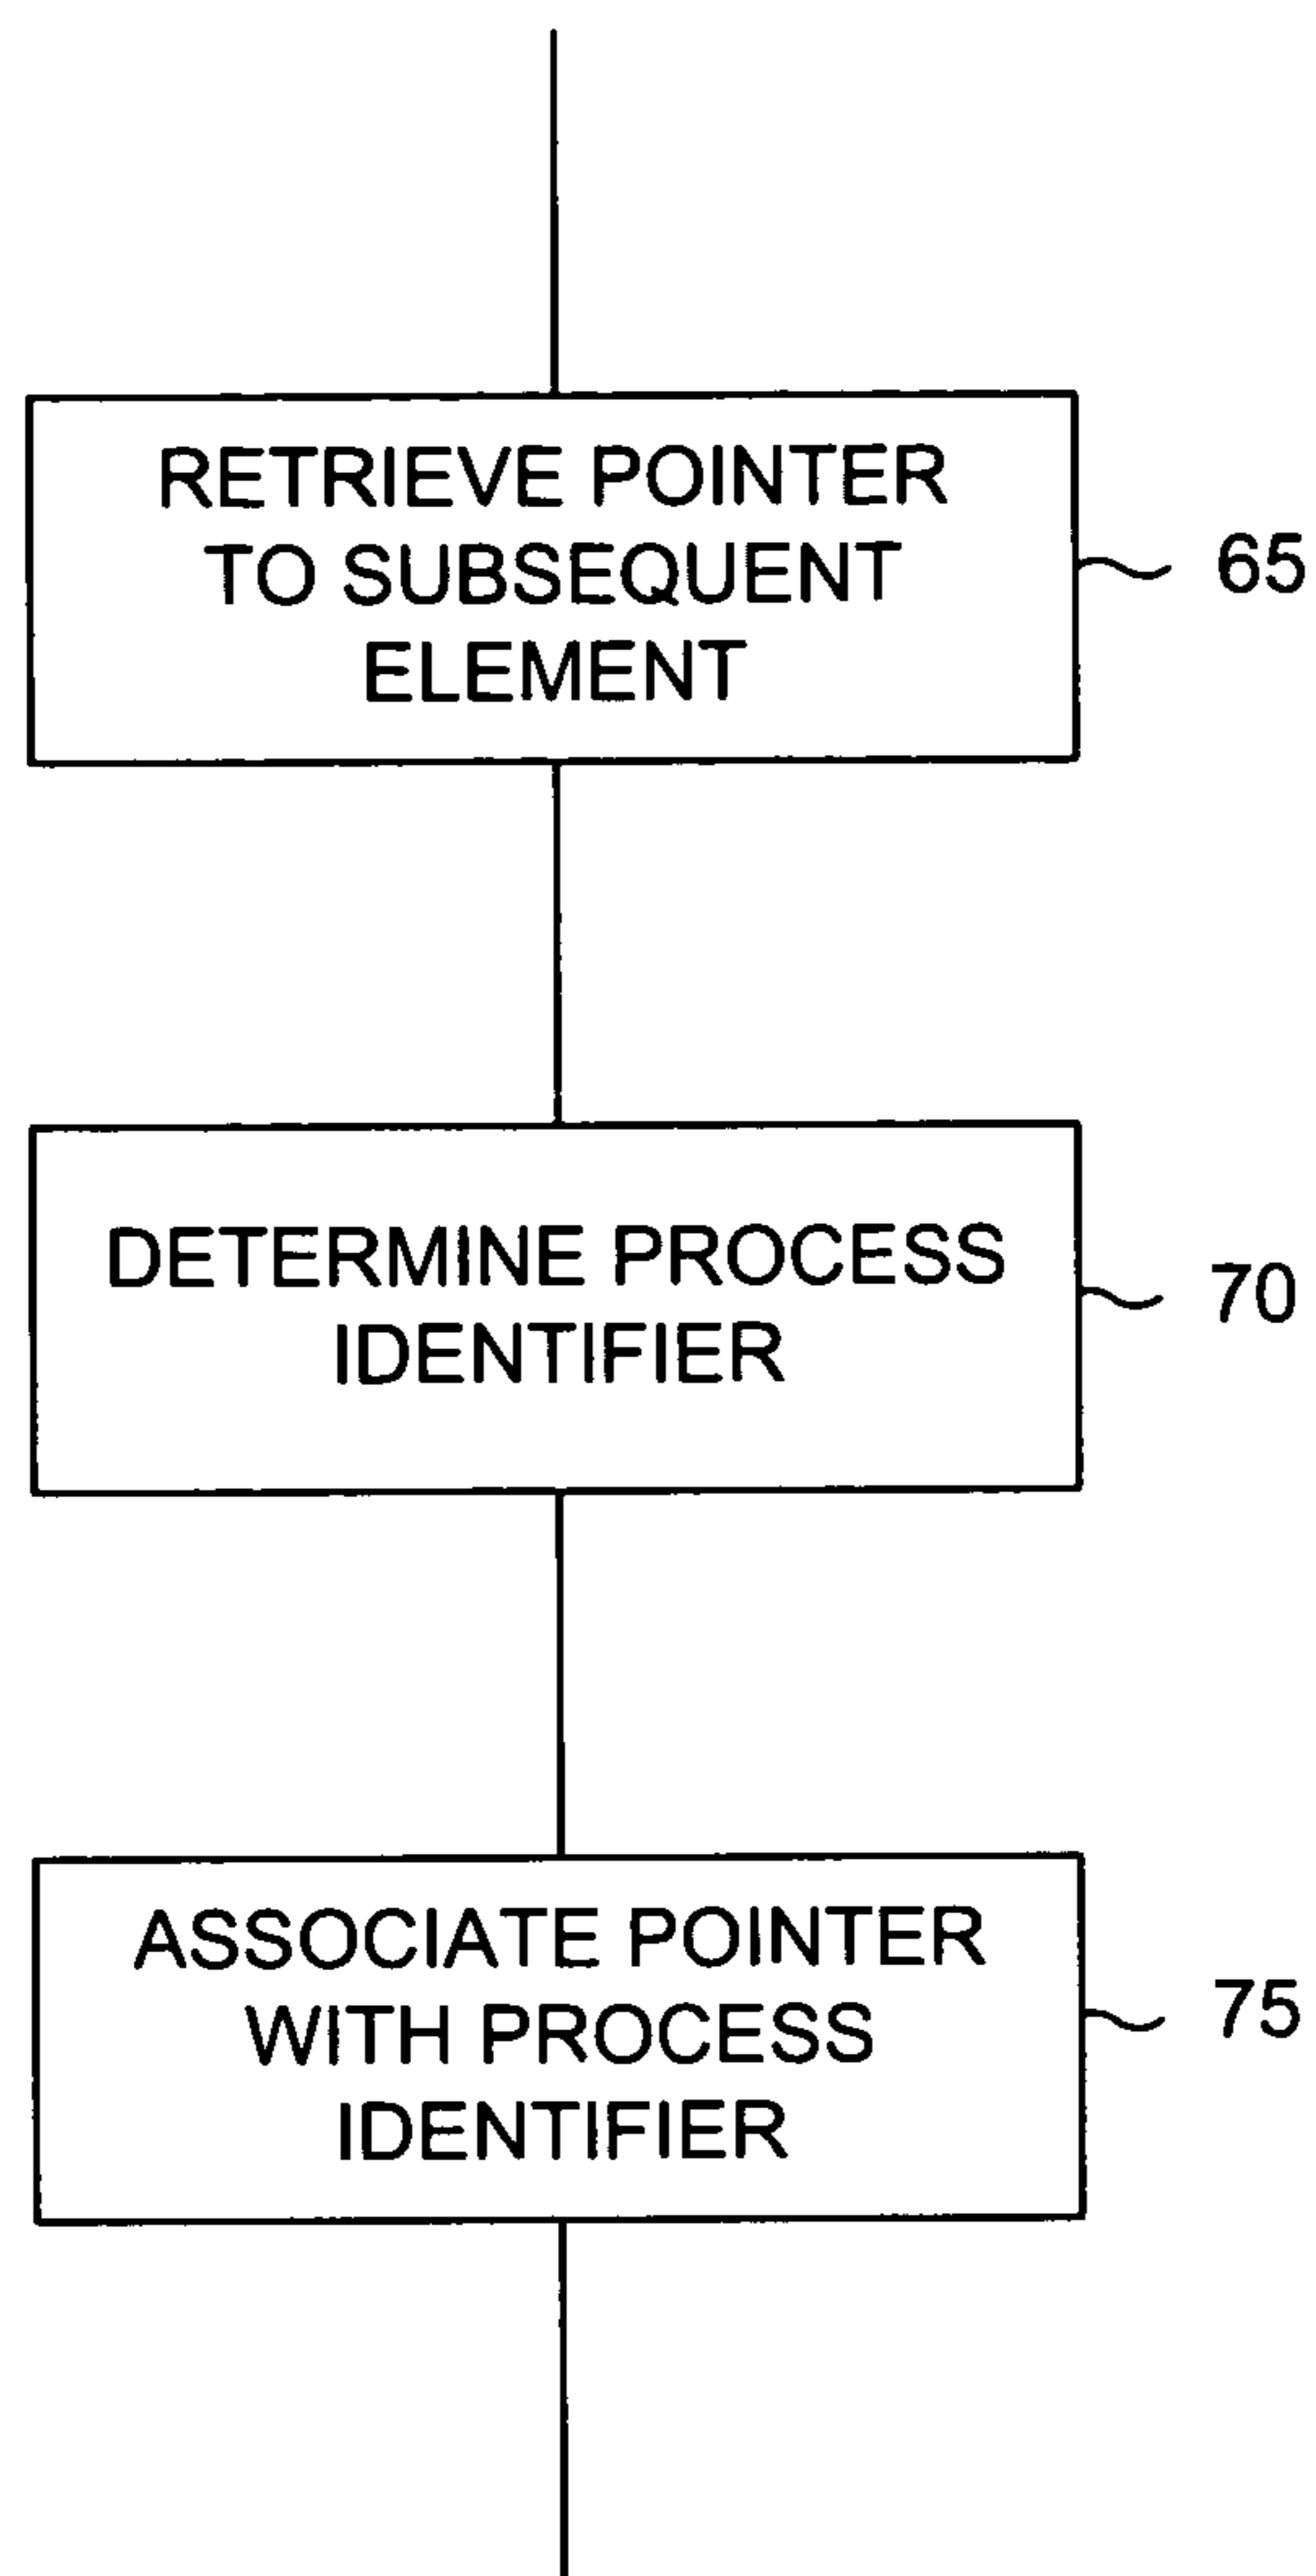 RETRIEVE POINTER
TO SUBSEQUENT
ELEMENT
65
DETERMINE PROCESS
IDENTIFIER
70
ASSOCIATE POINTER
WITH PROCESS
IDENTIFIER
75